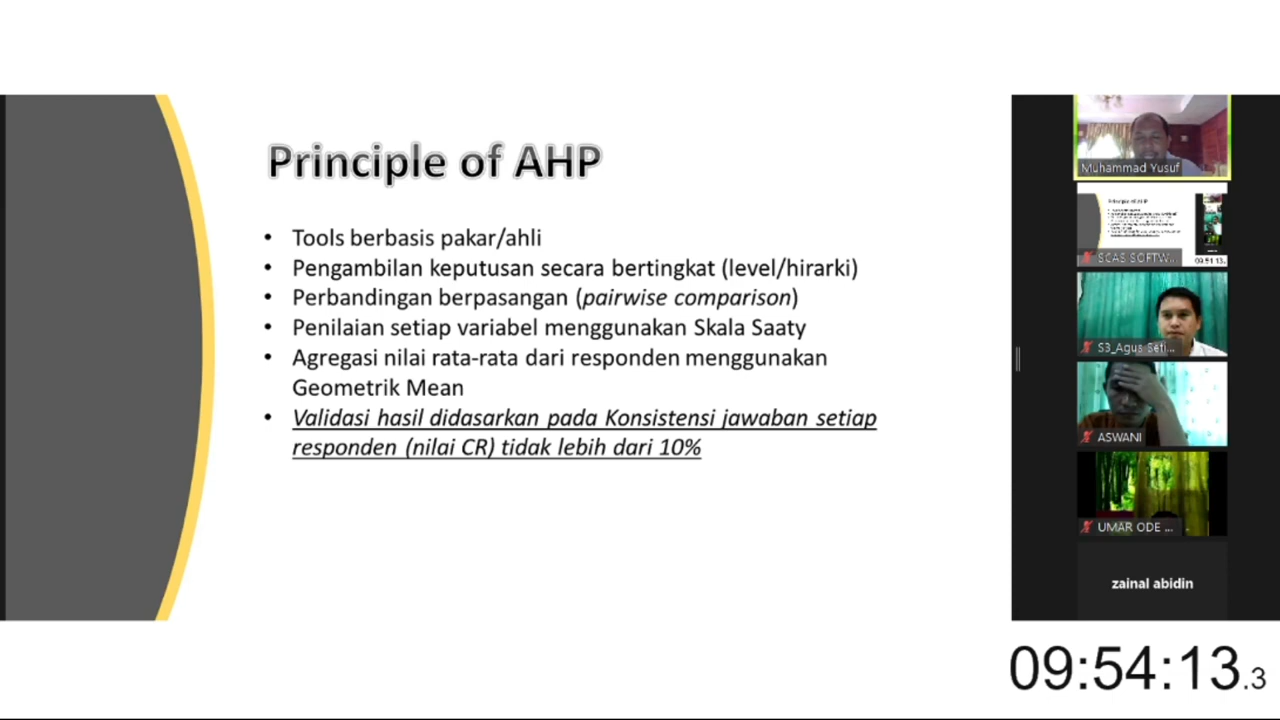 Principle of AHP
• Tools berbasis pakar/ahli
• Pengambilan keputusan secara bertingkat (level/hirarki)
• Perbandingan berpasangan (pairwise comparison)
• Penilaian setiap variabel menggunakan Skala Saaty
• Agregasi nilai rata-rata dari responden menggunakan
Geometrik Mean
• Validasi hasil didasarkan pada Konsistensi jawaban setiap
responden (nilai CR) tidak lebih dari 10%
Muhammad Yusuf
Principle of AHP
SCAS SOFTW...
S3_Agus Seti...
ASWANI
UMAR ODE ...
zainal abidin
09:54:13.3